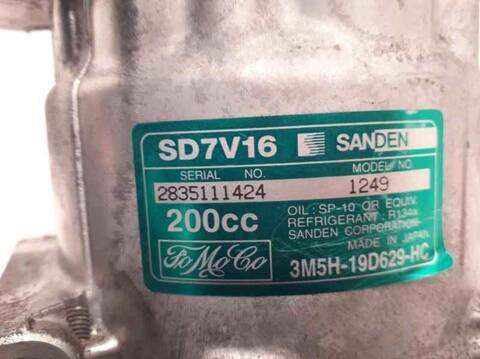 SD7V16 SANDEN
SERIAL NO. MODEL NO.
2835111424 1249
200cc
OIL: SP-10 OR EQUIV.
REFRIGERANT: R134a
SANDEN CORPORATION
MADE IN JAPAN
FoMoCo
3M5H-19D629-HC